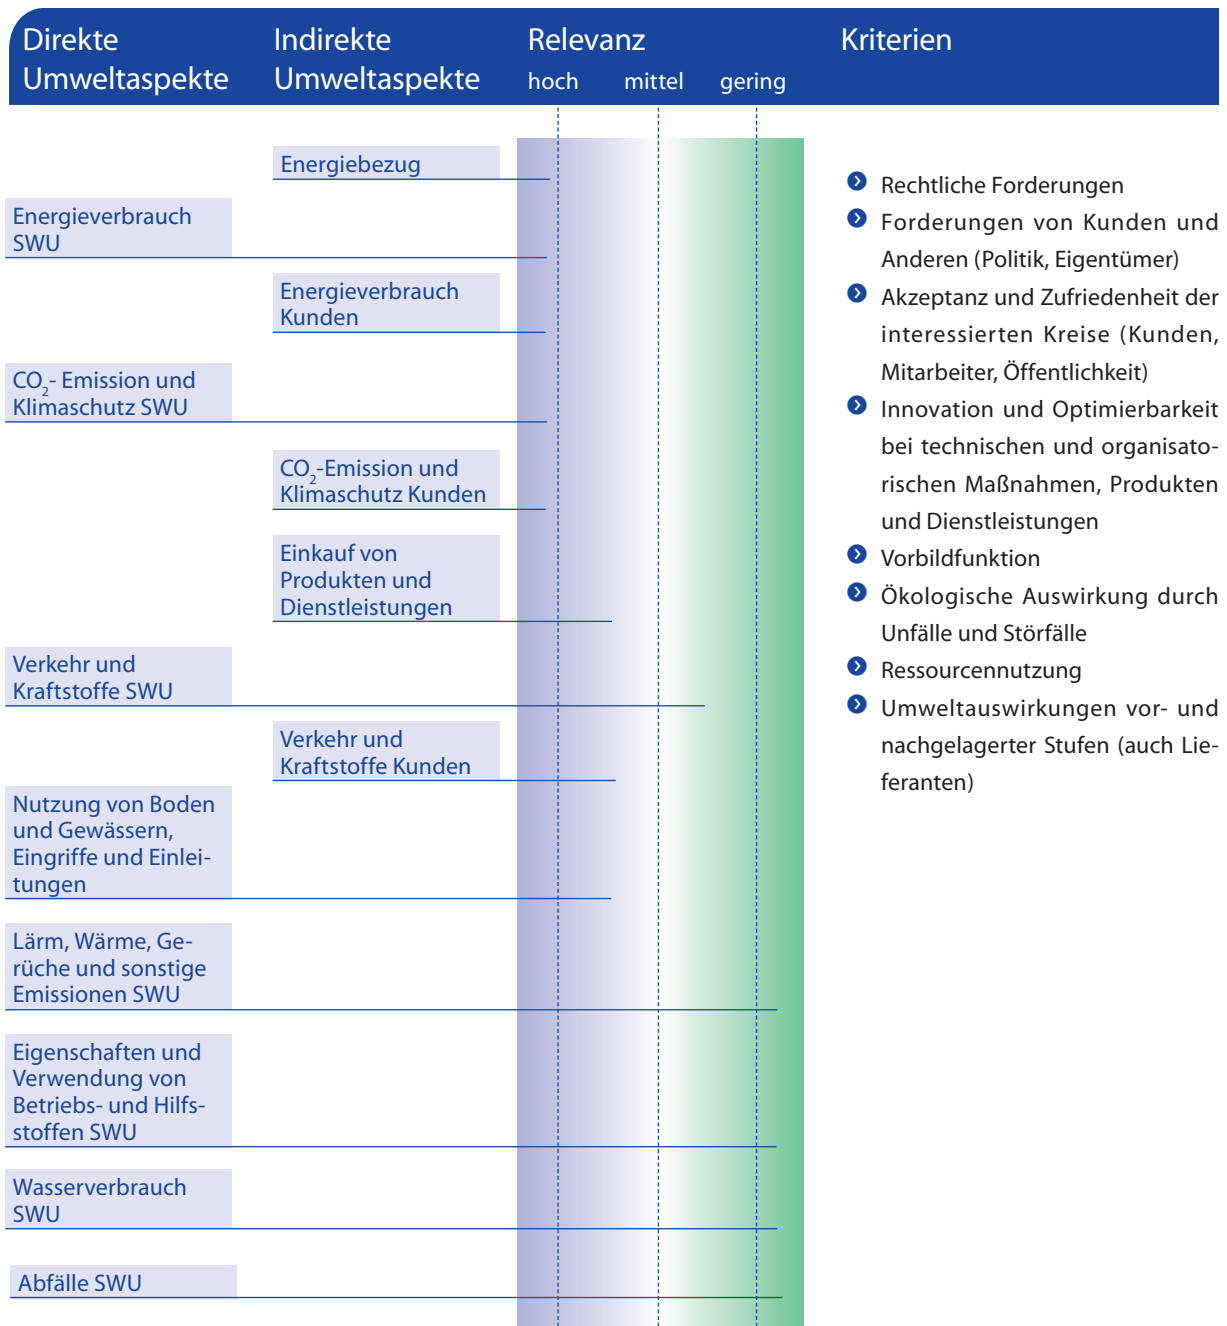 Direkte
Umweltaspekte
Indirekte
Umweltaspekte
Relevanz
hoch mittel gering
Kriterien
Energiebezug
Energieverbrauch
SWU
Energieverbrauch
Kunden
CO2- Emission und
Klimaschutz SWU
CO2-Emission und
Klimaschutz Kunden
Einkauf von
Produkten und
Dienstleistungen
Verkehr und
Kraftstoffe SWU
Verkehr und
Kraftstoffe Kunden
Nutzung von Boden
und Gewässern,
Eingriffe und Einlei-
tungen
Lärm, Wärme, Ge-
rüche und sonstige
Emissionen SWU
Eigenschaften und
Verwendung von
Betriebs- und Hilfs-
stoffen SWU
Wasserverbrauch
SWU
Abfälle SWU
Rechtliche Forderungen
Forderungen von Kunden und
Anderen (Politik, Eigentümer)
Akzeptanz und Zufriedenheit der
interessierten Kreise (Kunden,
Mitarbeiter, Öffentlichkeit)
Innovation und Optimierbarkeit
bei technischen und organisato-
rischen Maßnahmen, Produkten
und Dienstleistungen
Vorbildfunktion
Ökologische Auswirkung durch
Unfälle und Störfälle
Ressourcennutzung
Umweltauswirkungen vor- und
nachgelagerter Stufen (auch Lie-
feranten)